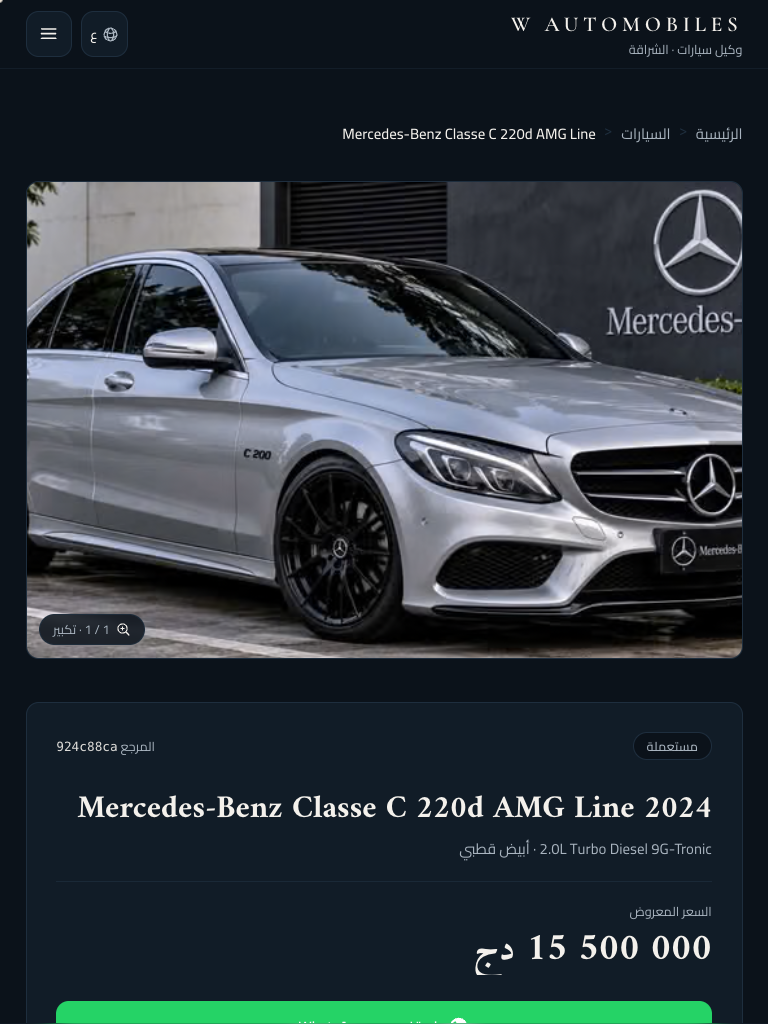 W AUTOMOBILES
وكيل سيارات · الشراقة
ع
الرئيسية > السيارات > Mercedes-Benz Classe C 220d AMG Line
Mercedes-
C 200
Mercedes-B
1 / 1 · تكبير
مستعملة
المرجع 924c88ca
Mercedes-Benz Classe C 220d AMG Line 2024
2.0L Turbo Diesel 9G-Tronic · أبيض قطبي
السعر المعروض
15 500 000 دج